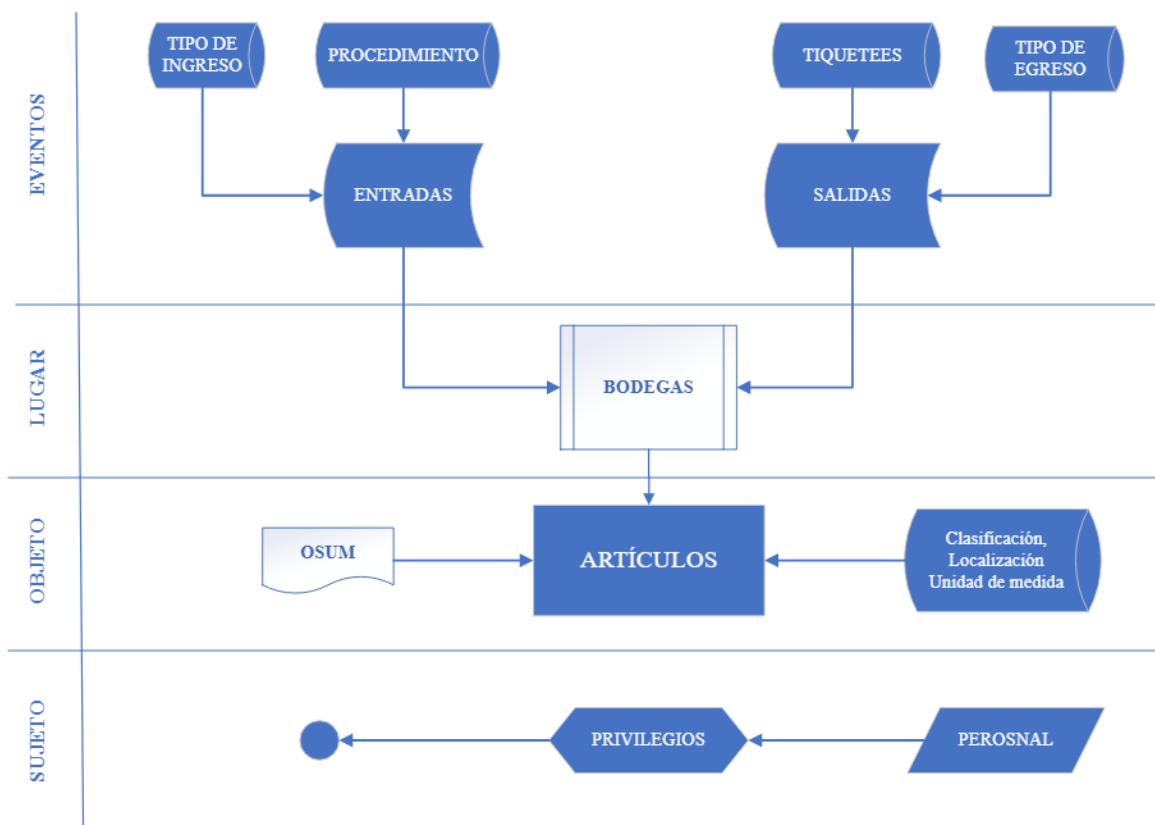 EVENTOS
TIPO DE
INGRESO
PROCEDIMIENTO
TIQUETEES
TIPO DE
EGRESO
ENTRADAS
SALIDAS
LUGAR
BODEGAS
OBJETO
OSUM
ARTÍCULOS
Clasificación,
Localización
Unidad de medida
SUJETO
PRIVILEGIOS
PEROSNAL